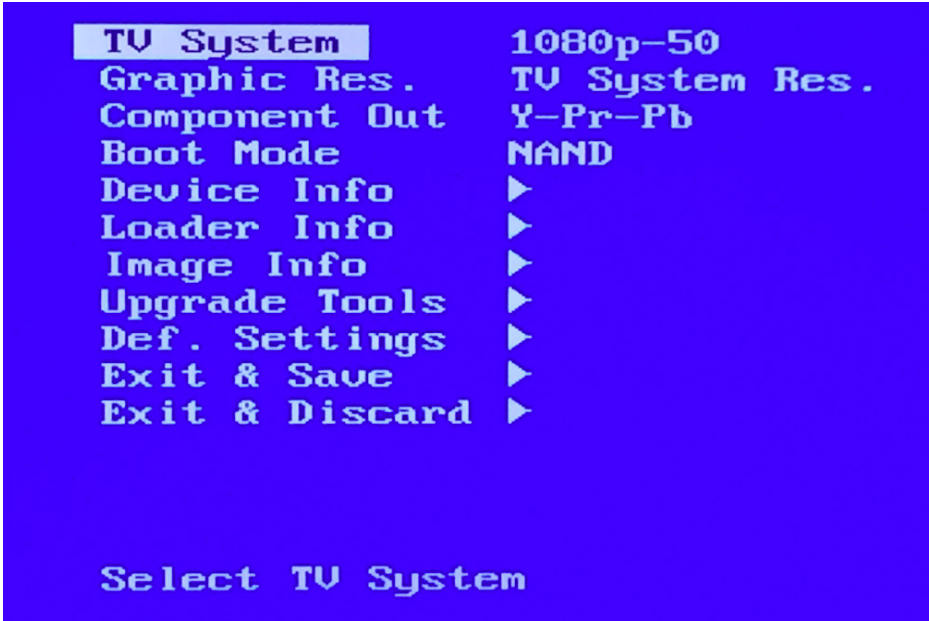 TV System 1080p-50
Graphic Res. TV System Res.
Component Out Y-Pr-Pb
Boot Mode NAND
Device Info ▶
Loader Info ▶
Image Info ▶
Upgrade Tools ▶
Def. Settings ▶
Exit & Save ▶
Exit & Discard ▶
Select TV System